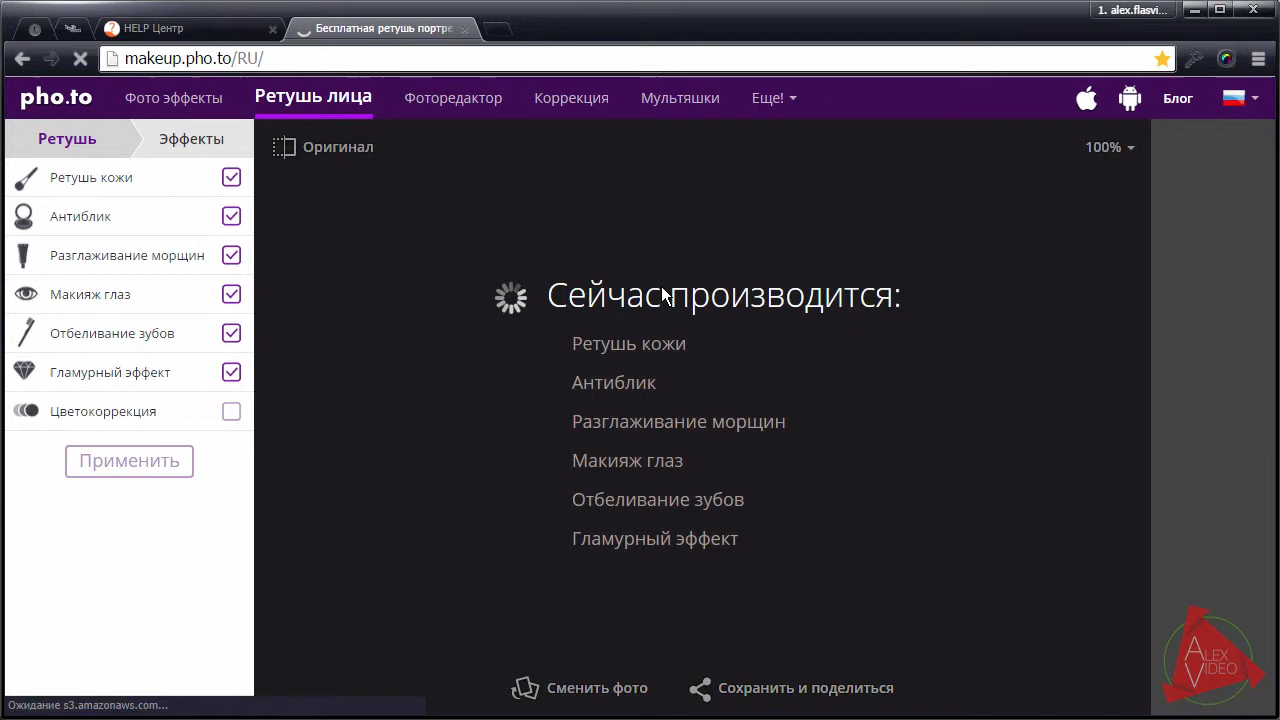 1. alex.flasvi...
HELP Центр
Бесплатная ретушь портре
makeup.pho.to/RU/
pho.to
Фото эффекты
Ретушь лица
Фоторедактор
Коррекция
Мультяшки
Еще!
Блог
Ретушь
Эффекты
Оригинал
100%
Ретушь кожи
Антиблик
Разглаживание морщин
Макияж глаз
Отбеливание зубов
Гламурный эффект
Цветокоррекция
Применить
Сейчас производится:
Ретушь кожи
Антиблик
Разглаживание морщин
Макияж глаз
Отбеливание зубов
Гламурный эффект
Сменить фото
Сохранить и поделиться
Ожидание s3.amazonaws.com...
ALEX
VIDEO